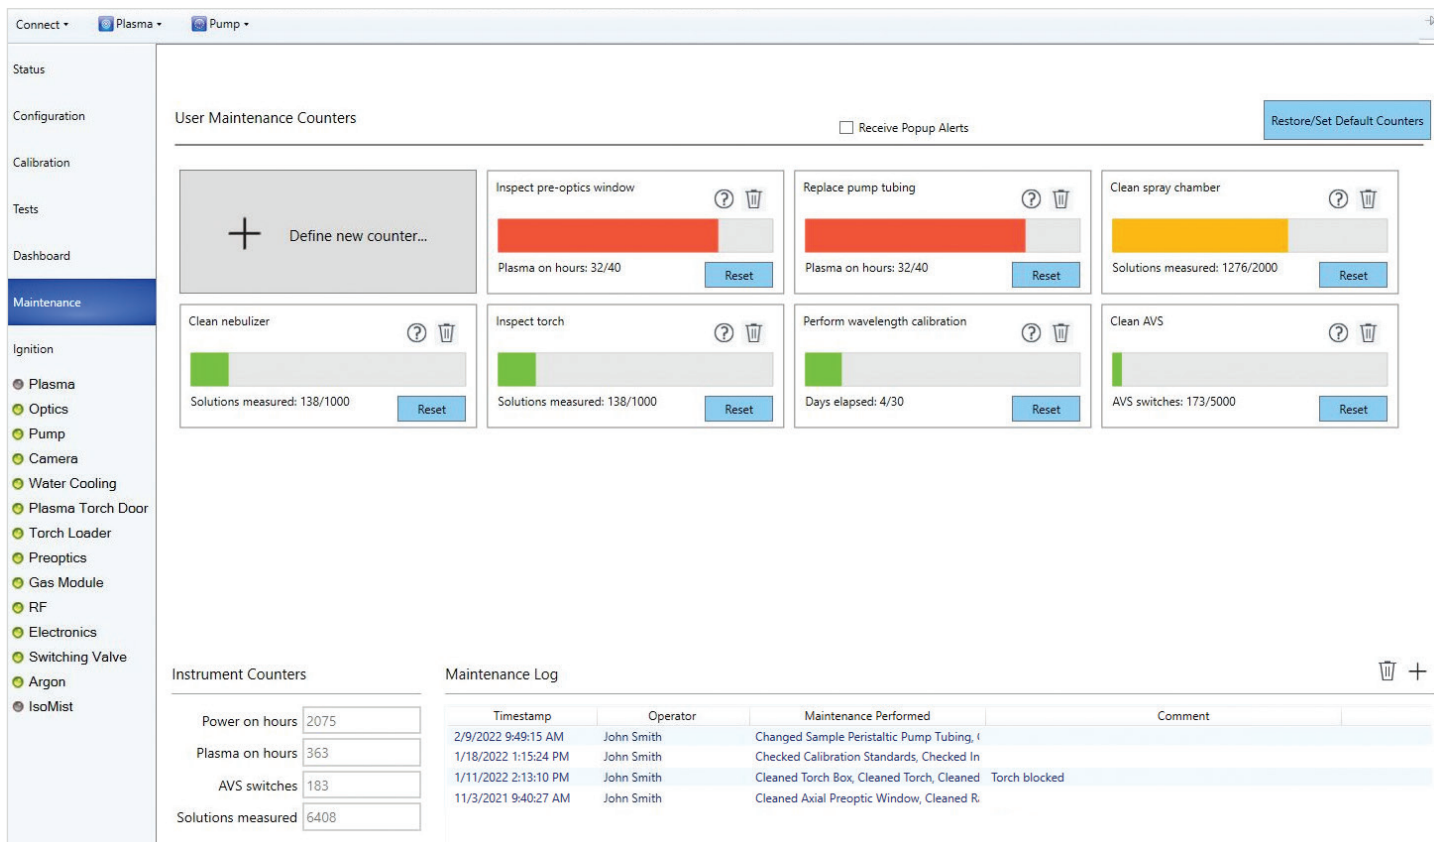 Connect
Plasma
Pump
Status
Configuration
Calibration
Tests
Dashboard
Maintenance
Ignition
Plasma
Optics
Pump
Camera
Water Cooling
Plasma Torch Door
Torch Loader
Preoptics
Gas Module
RF
Electronics
Switching Valve
Argon
IsoMist
User Maintenance Counters
Receive Popup Alerts
Restore/Set Default Counters
Define new counter...
Inspect pre-optics window
Plasma on hours: 32/40
Reset
Replace pump tubing
Plasma on hours: 32/40
Reset
Clean spray chamber
Solutions measured: 1276/2000
Reset
Clean nebulizer
Solutions measured: 138/1000
Reset
Inspect torch
Solutions measured: 138/1000
Reset
Perform wavelength calibration
Days elapsed: 4/30
Reset
Clean AVS
AVS switches: 173/5000
Reset
Instrument Counters
Power on hours 2075
Plasma on hours 363
AVS switches 183
Solutions measured 6408
Maintenance Log
Timestamp Operator Maintenance Performed Comment
2/9/2022 9:49:15 AM John Smith Changed Sample Peristaltic Pump Tubing,
1/18/2022 1:15:24 PM John Smith Checked Calibration Standards, Checked In
1/11/2022 2:13:10 PM John Smith Cleaned Torch Box, Cleaned Torch, Cleaned Torch blocked
11/3/2021 9:40:27 AM John Smith Cleaned Axial Preoptic Window, Cleaned